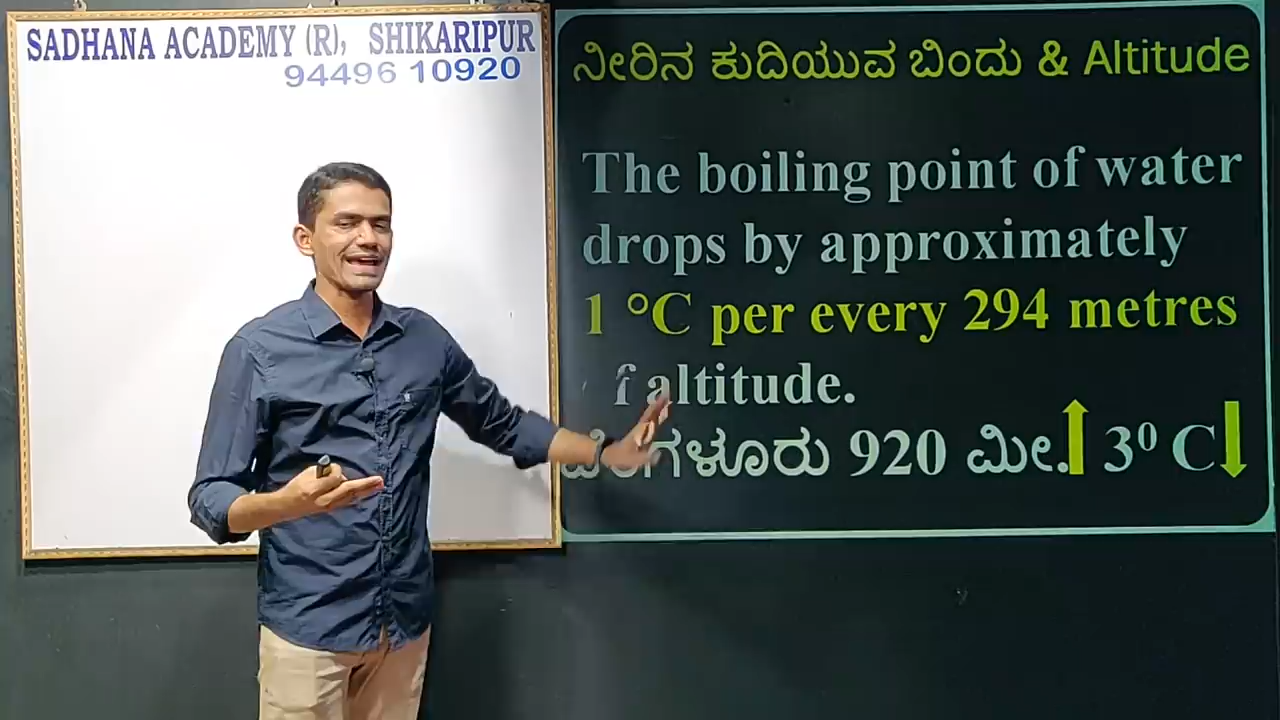 SADHANA ACADEMY (R), SHIKARIPUR
94496 10920
ನೀರಿನ ಕುದಿಯುವ ಬಿಂದು & Altitude
The boiling point of water
drops by approximately
1 °C per every 294 metres
f altitude.
ಬೆಂಗಳೂರು 920 ಮೀ. 3⁰ C